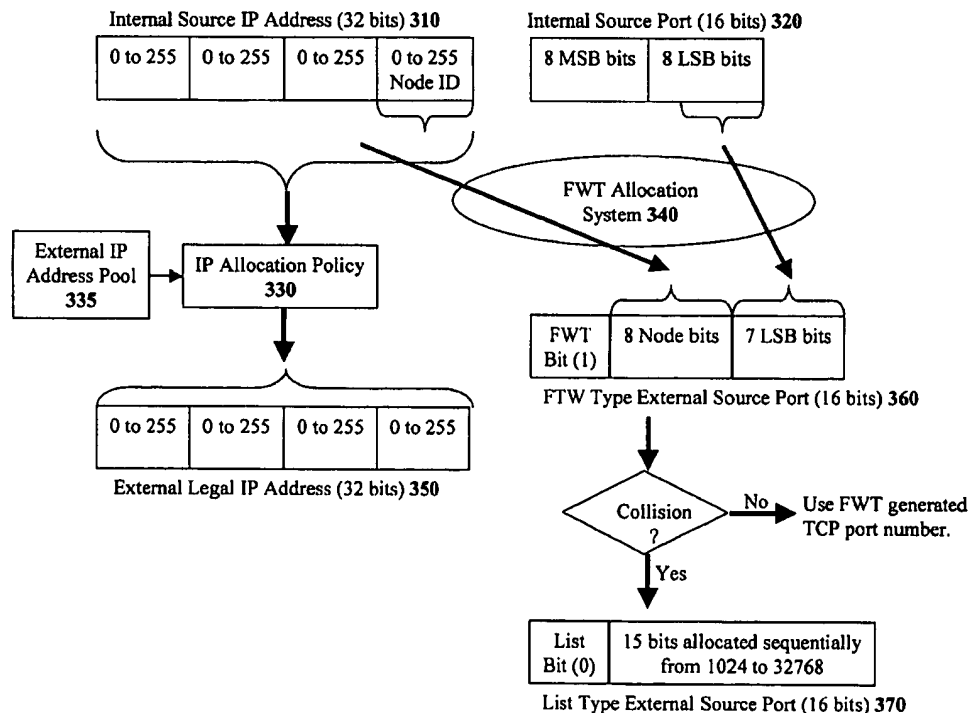 Internal Source IP Address (32 bits) 310
0 to 255
0 to 255
0 to 255
0 to 255
Node ID
Internal Source Port (16 bits) 320
8 MSB bits
8 LSB bits
FWT Allocation
System 340
External IP
Address Pool
335
IP Allocation Policy
330
FWT
Bit (1)
8 Node bits
7 LSB bits
FTW Type External Source Port (16 bits) 360
0 to 255
0 to 255
0 to 255
0 to 255
External Legal IP Address (32 bits) 350
Collision
?
No
Use FWT generated
TCP port number.
Yes
List
Bit (0)
15 bits allocated sequentially
from 1024 to 32768
List Type External Source Port (16 bits) 370